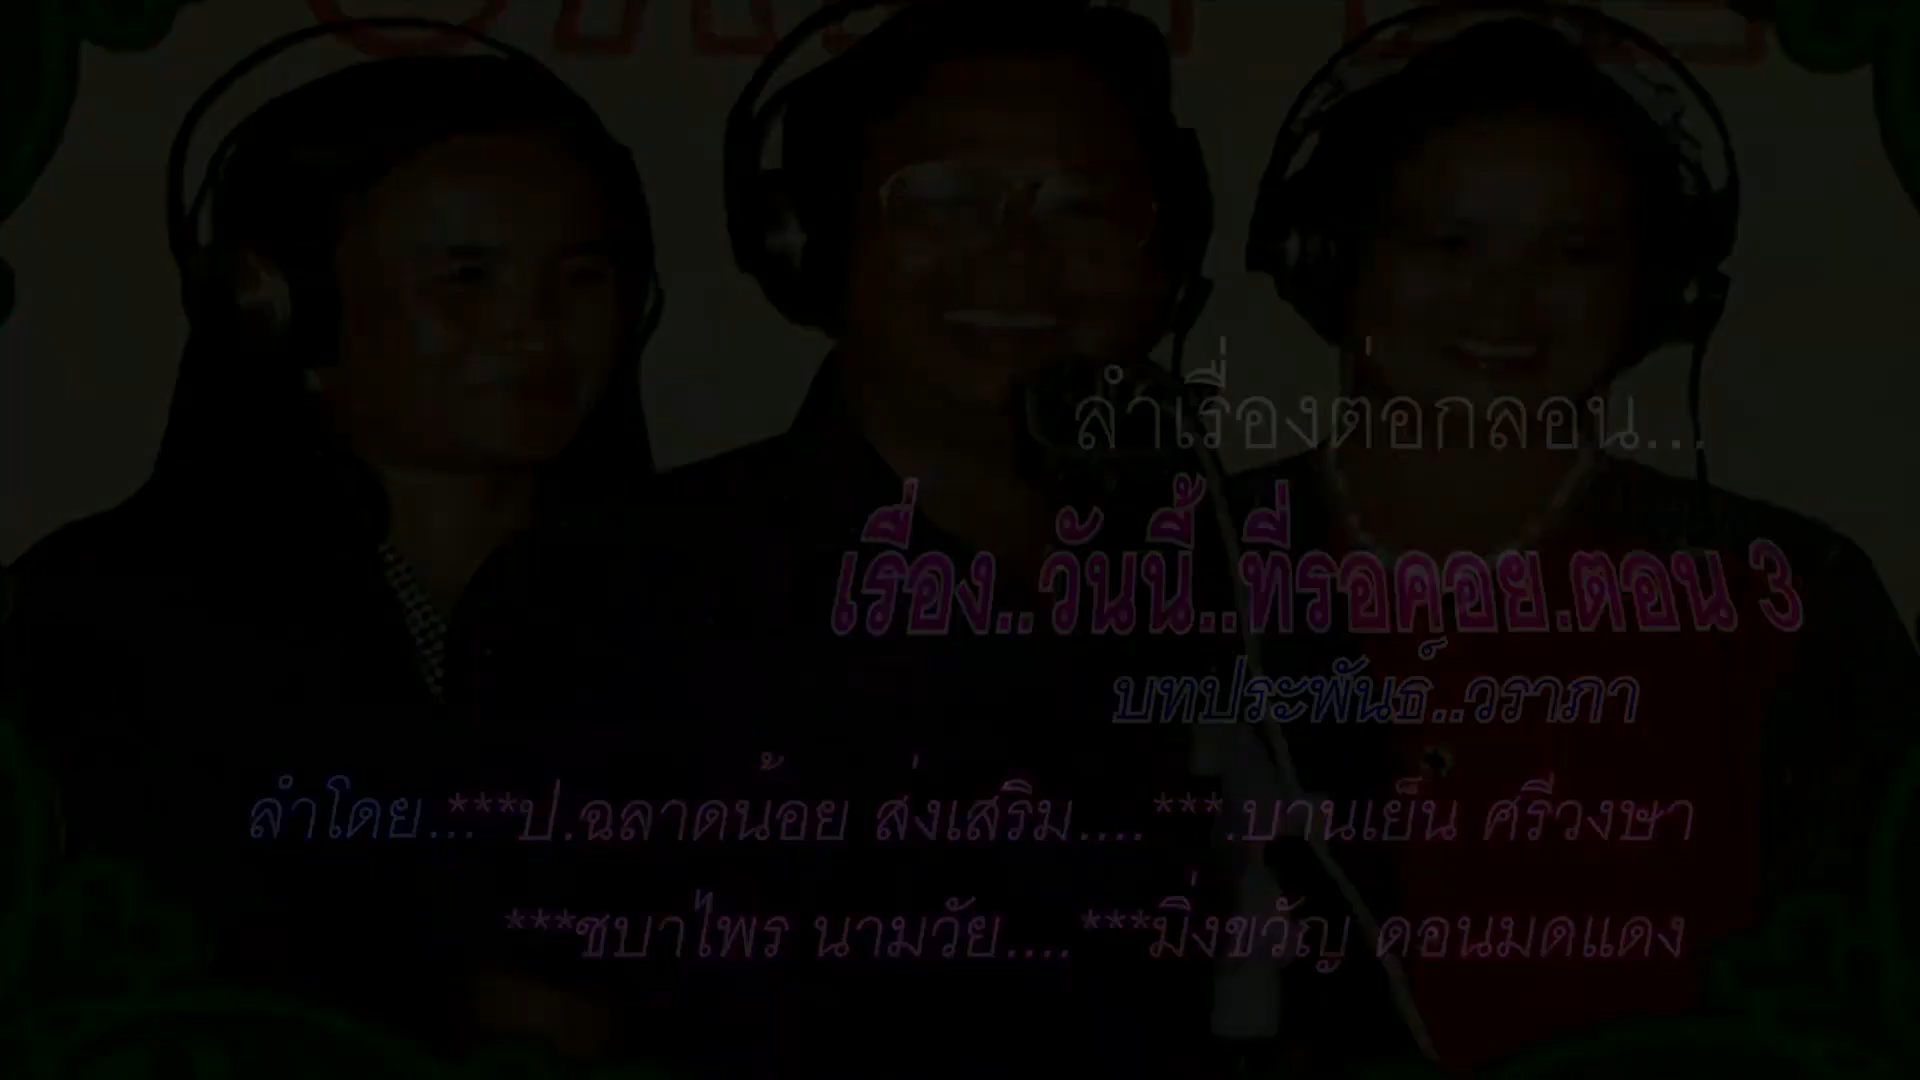 ลำเรื่องต่อกลอน...
เรื่อง..วันนี้..ที่รอคอย.ตอน 3
บทประพันธ์..วราภา
ลำโดย...***ป.ฉลาดน้อย ส่งเสริม....***.บานเย็น ศรีวงษา
***ชบาไพร นามวัย....***มิ่งขวัญ ดอนมดแดง